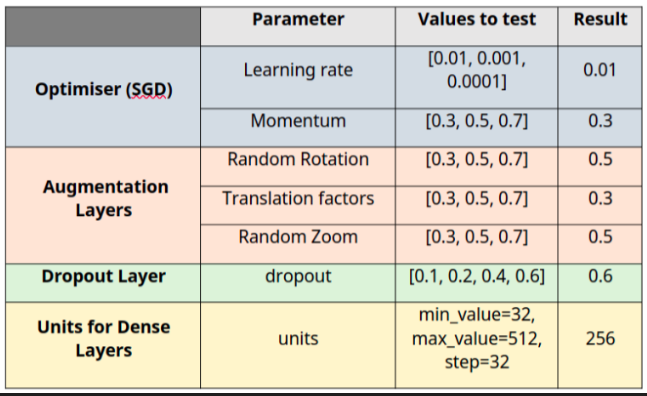 Parameter Values to test Result
Optimiser (SGD)
Learning rate
[0.01, 0.001,
0.0001]
0.01
Momentum [0.3, 0.5, 0.7] 0.3
Augmentation
Layers
Random Rotation [0.3, 0.5, 0.7] 0.5
Translation factors [0.3, 0.5, 0.7] 0.3
Random Zoom [0.3, 0.5, 0.7] 0.5
Dropout Layer dropout [0.1, 0.2, 0.4, 0.6] 0.6
Units for Dense
Layers
units
min_value=32,
max_value=512,
step=32
256